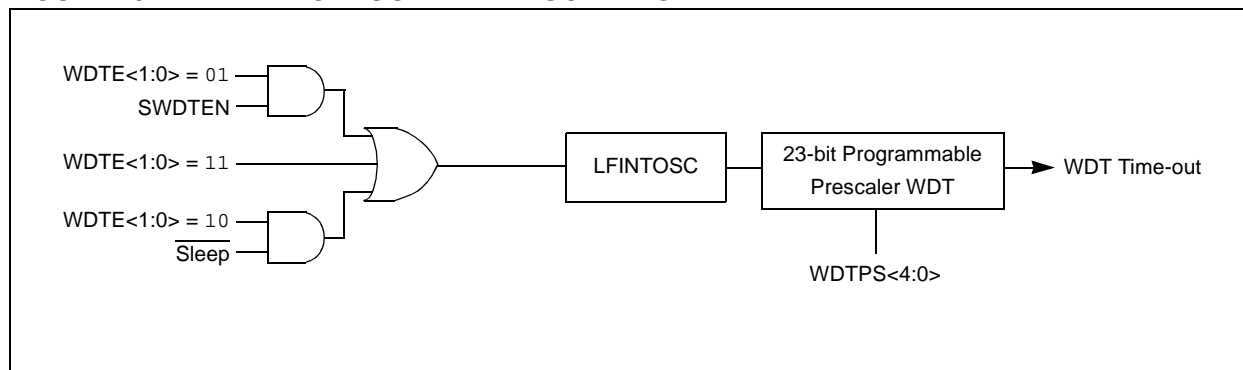 WDTE<1:0> = 01
SWDTEN
WDTE<1:0> = 11
WDTE<1:0> = 10
Sleep
LFINTOSC
23-bit Programmable
Prescaler WDT
WDT Time-out
WDTPS<4:0>